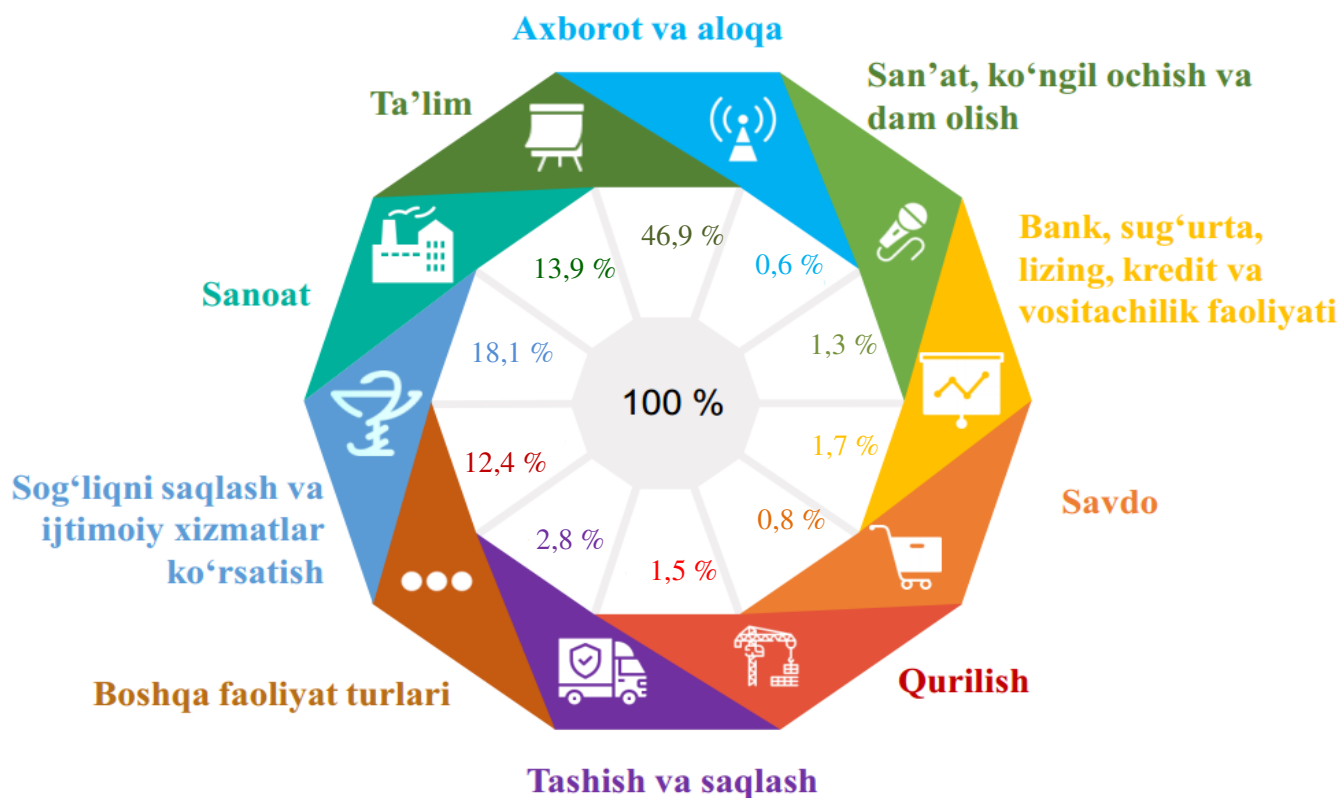 Axborot va aloqa
San’at, ko‘ngil ochish va
dam olish
Ta’lim
Bank, sug‘urta,
lizing, kredit va
vositachilik faoliyati
46,9 %
0,6 %
13,9 %
Sanoat
1,3 %
18,1 %
100 %
1,7 %
12,4 %
Savdo
Sog‘liqni saqlash va
ijtimoiy xizmatlar
ko‘rsatish
0,8 %
2,8 %
1,5 %
Qurilish
Boshqa faoliyat turlari
Tashish va saqlash